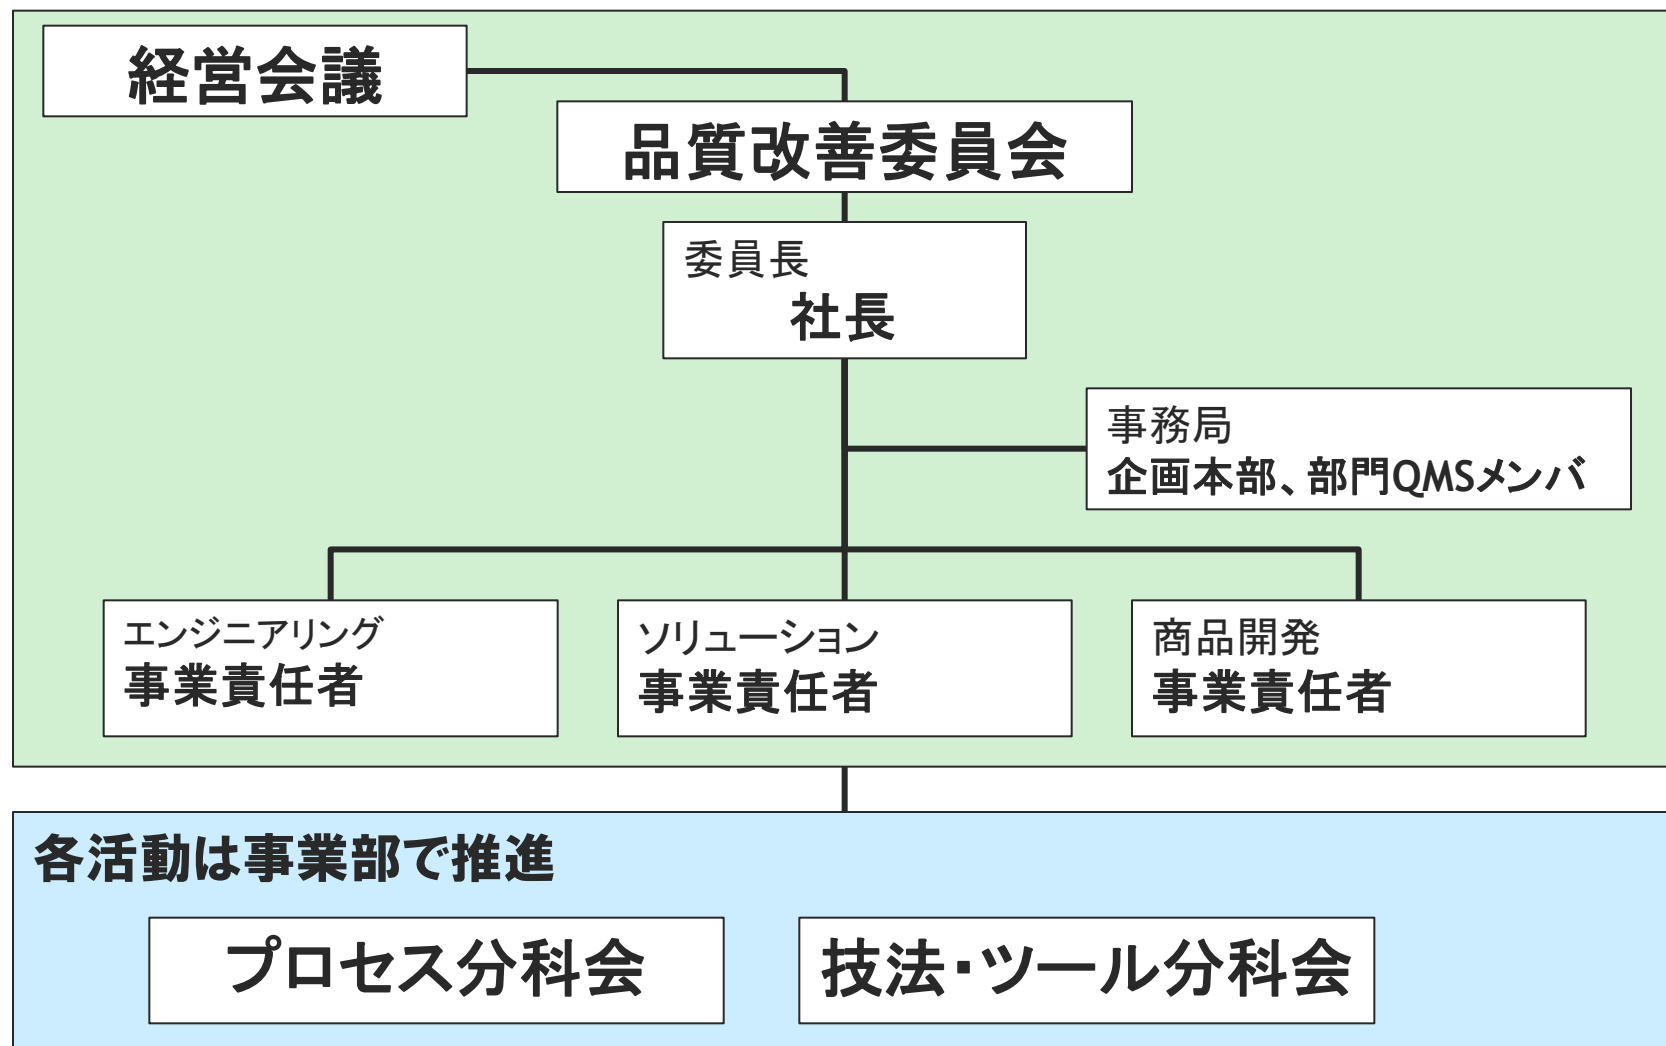 経営会議
品質改善委員会
委員長
社長
事務局
企画本部、部門QMSメンバ
エンジニアリング
事業責任者
ソリューション
事業責任者
商品開発
事業責任者
各活動は事業部で推進
プロセス分科会
技法・ツール分科会